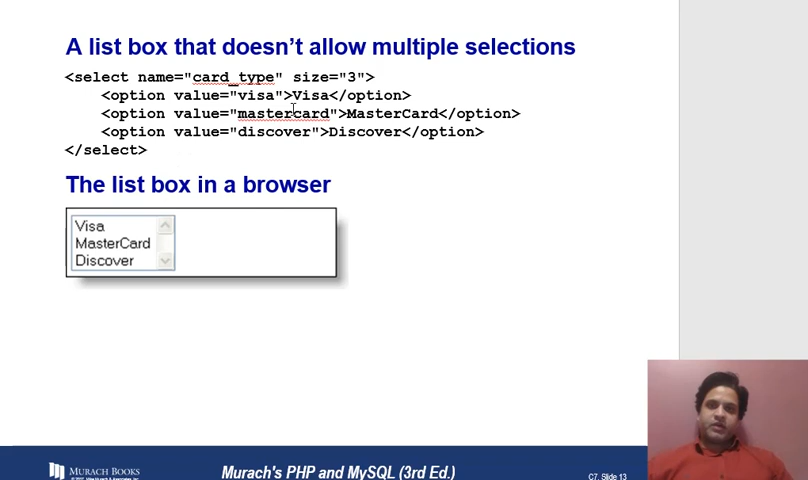 A list box that doesn't allow multiple selections
<select name="card_type" size="3">
    <option value="visa">Visa</option>
    <option value="mastercard">MasterCard</option>
    <option value="discover">Discover</option>
</select>
The list box in a browser
Visa
MasterCard
Discover
MURACH BOOKS
Murach's PHP and MySQL (3rd Ed.)
C7, Slide 13